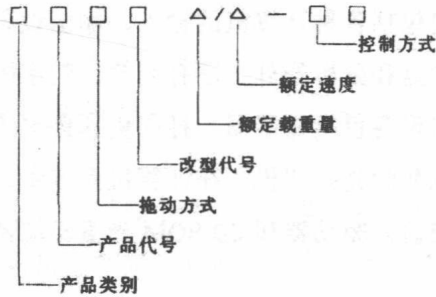 □ □ □ □ △/△-□ □
控制方式
额定速度
额定载重量
改型代号
拖动方式
产品代号
产品类别